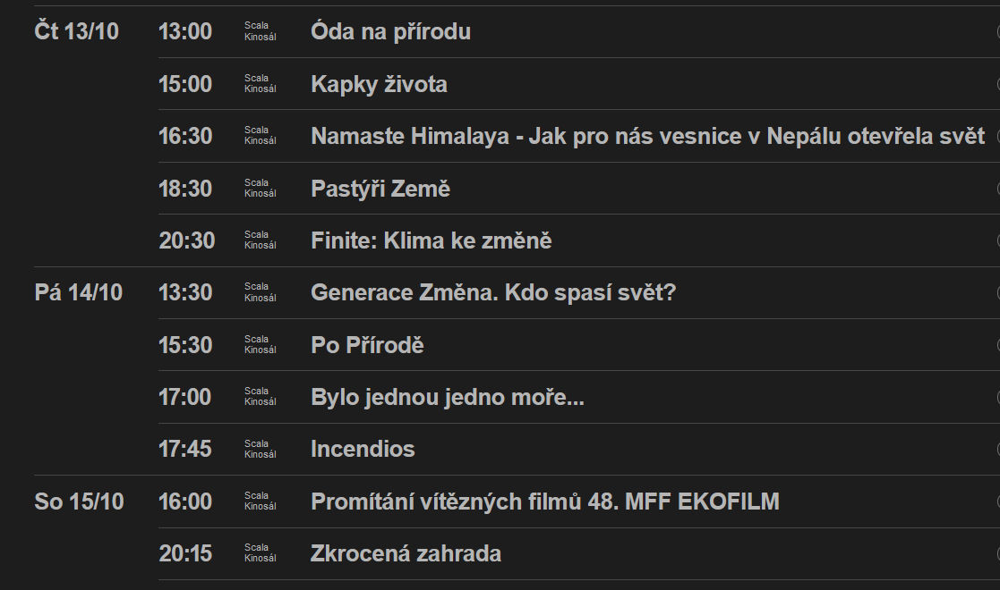 Čt 13/10 13:00 Scala Kinosál Óda na přírodu
15:00 Scala Kinosál Kapky života
16:30 Scala Kinosál Namaste Himalaya - Jak pro nás vesnice v Nepálu otevřela svět
18:30 Scala Kinosál Pastýři Země
20:30 Scala Kinosál Finite: Klima ke změně
Pá 14/10 13:30 Scala Kinosál Generace Změna. Kdo spasí svět?
15:30 Scala Kinosál Po Přírodě
17:00 Scala Kinosál Bylo jednou jedno moře...
17:45 Scala Kinosál Incendios
So 15/10 16:00 Scala Kinosál Promítání vítězných filmů 48. MFF EKOFILM
20:15 Scala Kinosál Zkrocená zahrada